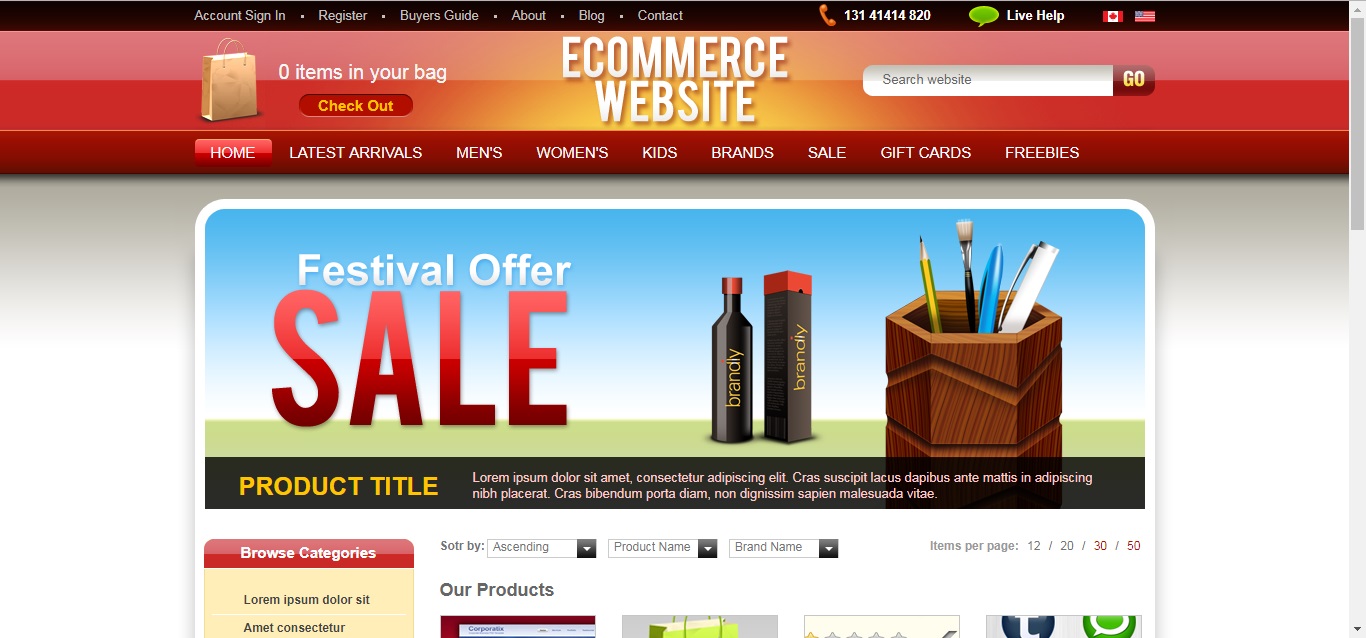 Account Sign In ▪ Register ▪ Buyers Guide ▪ About ▪ Blog ▪ Contact
131 41414 820
Live Help
0 items in your bag
Check Out
ECOMMERCE
WEBSITE
Search website
GO
HOME LATEST ARRIVALS MEN'S WOMEN'S KIDS BRANDS SALE GIFT CARDS FREEBIES
Festival Offer
SALE
brandiy
brandiy
PRODUCT TITLE
Lorem ipsum dolor sit amet, consectetur adipiscing elit. Cras suscipit lacus dapibus ante mattis in adipiscing
nibh placerat. Cras bibendum porta diam, non dignissim sapien malesuada vitae.
Browse Categories
Lorem ipsum dolor sit
Amet consectetur
Sotr by: Ascending Product Name Brand Name
Items per page: 12 / 20 / 30 / 50
Our Products
Corporatix